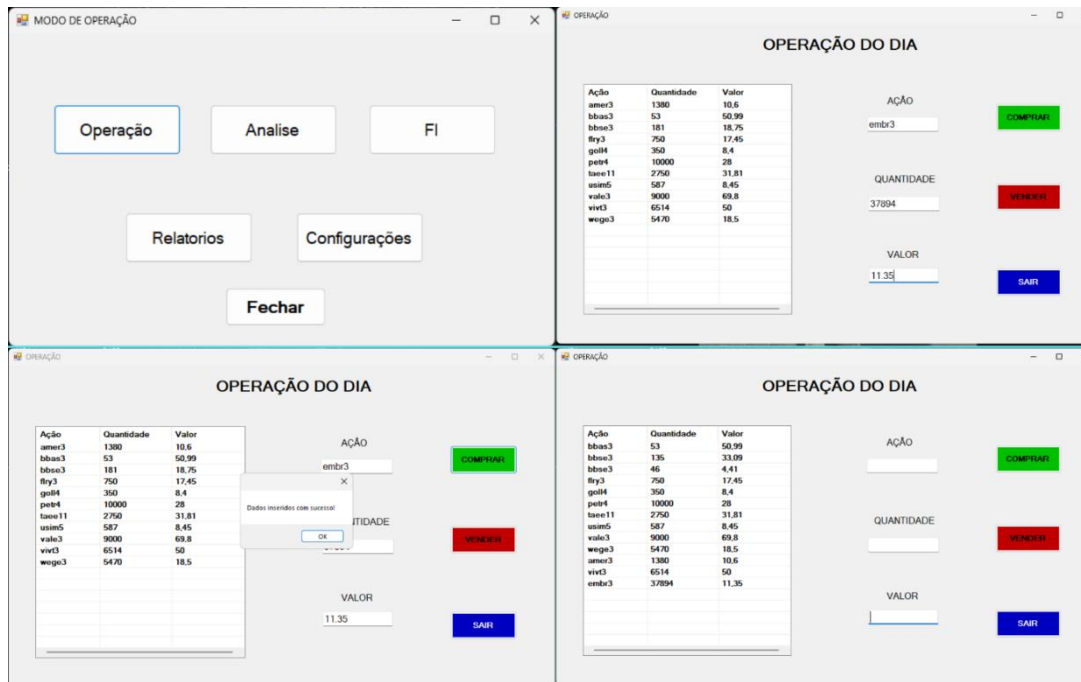 MODO DE OPERAÇÃO
Operação Analise FI
Relatorios Configurações
Fechar
OPERAÇÃO
OPERAÇÃO DO DIA
Ação Quantidade Valor
amer3 1380 10,6
bbas3 53 50,99
bbse3 181 18,75
flry3 750 17,45
goll4 350 8,4
petr4 10000 28
taee11 2750 31,81
usim5 587 8,45
vale3 9000 69,8
vivt3 6514 50
wege3 5470 18,5
AÇÃO
embr3
QUANTIDADE
37894
VALOR
11.35
COMPRAR
VENDER
SAIR
OPERAÇÃO
OPERAÇÃO DO DIA
Ação Quantidade Valor
amer3 1380 10,6
bbas3 53 50,99
bbse3 181 18,75
flry3 750 17,45
goll4 350 8,4
petr4 10000 28
taee11 2750 31,81
usim5 587 8,45
vale3 9000 69,8
vivt3 6514 50
wege3 5470 18,5
AÇÃO
embr3
Dados inseridos com sucesso!
OK
NTIDADE
VALOR
11.35
COMPRAR
VENDER
SAIR
OPERAÇÃO
OPERAÇÃO DO DIA
Ação Quantidade Valor
bbas3 53 50,99
bbse3 135 33,09
bbse3 46 4,41
flry3 750 17,45
goll4 350 8,4
petr4 10000 28
taee11 2750 31,81
usim5 587 8,45
vale3 9000 69,8
wege3 5470 18,5
amer3 1380 10,6
vivt3 6514 50
embr3 37894 11,35
AÇÃO
QUANTIDADE
VALOR
COMPRAR
VENDER
SAIR